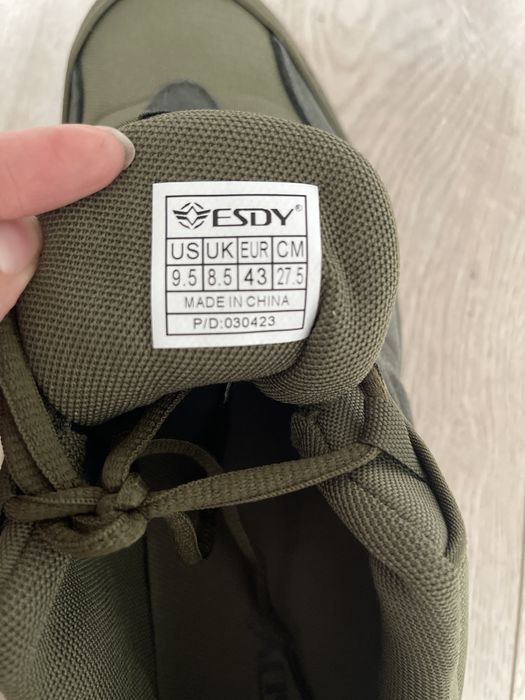 ESDY®
US UK EUR CM
9.5 8.5 43 27.5
MADE IN CHINA
P/D:030423